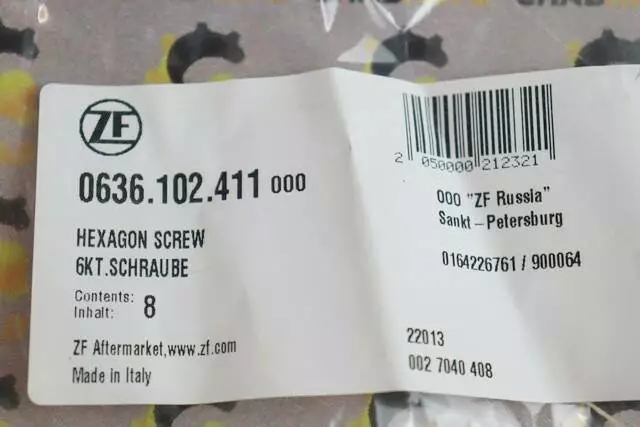 ZF
0636.102.411 000
HEXAGON SCREW
6KT.SCHRAUBE
Contents:
Inhalt: 8
ZF Aftermarket,www.zf.com
Made in Italy
2 050000 212321
OOO "ZF Russia"
Sankt-Petersburg
0164226761 / 900064
22013
002 7040 408